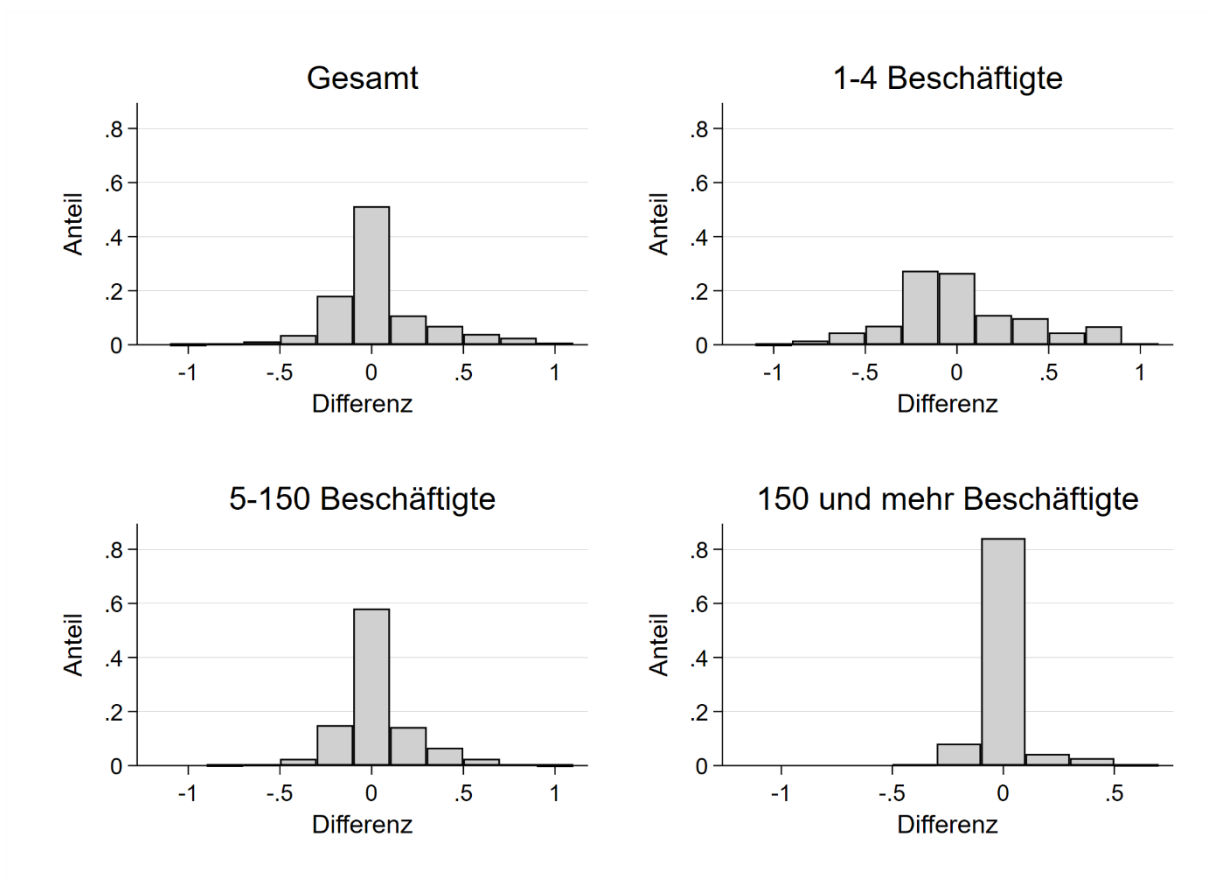 Gesamt
Anteil
.8
.6
.4
.2
0
-1 -.5 0 .5 1
Differenz
1-4 Beschäftigte
Anteil
.8
.6
.4
.2
0
-1 -.5 0 .5 1
Differenz
5-150 Beschäftigte
Anteil
.8
.6
.4
.2
0
-1 -.5 0 .5 1
Differenz
150 und mehr Beschäftigte
Anteil
.8
.6
.4
.2
0
-1 -.5 0 .5
Differenz